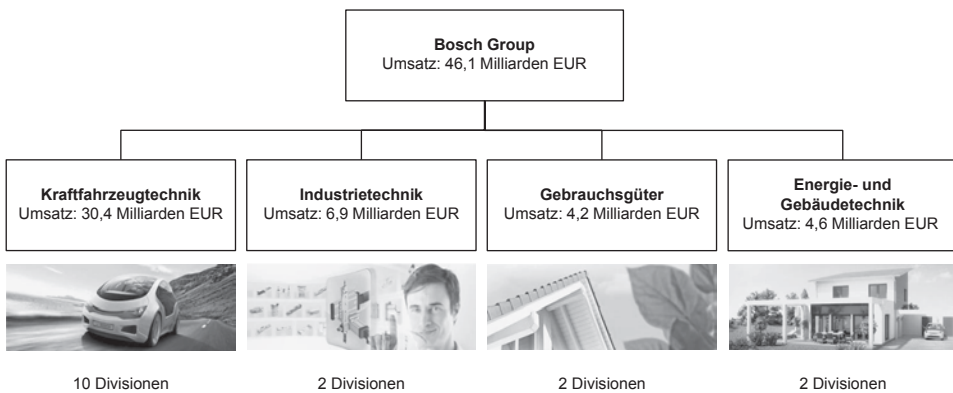 Bosch Group
Umsatz: 46,1 Milliarden EUR
Kraftfahrzeugtechnik
Umsatz: 30,4 Milliarden EUR
Industrietechnik
Umsatz: 6,9 Milliarden EUR
Gebrauchsgüter
Umsatz: 4,2 Milliarden EUR
Energie- und
Gebäudetechnik
Umsatz: 4,6 Milliarden EUR
10 Divisionen
2 Divisionen
2 Divisionen
2 Divisionen